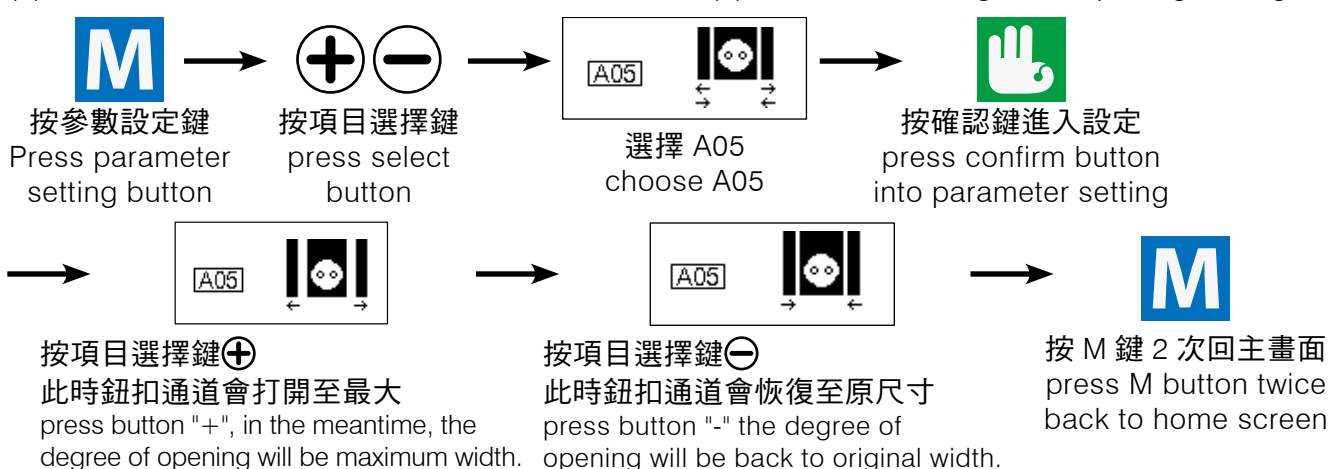 M
按參數設定鍵
Press parameter
setting button
按項目選擇鍵
press select
button
A05
選擇 A05
choose A05
按確認鍵進入設定
press confirm button
into parameter setting
A05
按項目選擇鍵⊕
此時鈕扣通道會打開至最大
press button "+", in the meantime, the
degree of opening will be maximum width.
A05
按項目選擇鍵⊖
此時鈕扣通道會恢復至原尺寸
press button "-" the degree of
opening will be back to original width.
M
按 M 鍵 2 次回主畫面
press M button twice
back to home screen